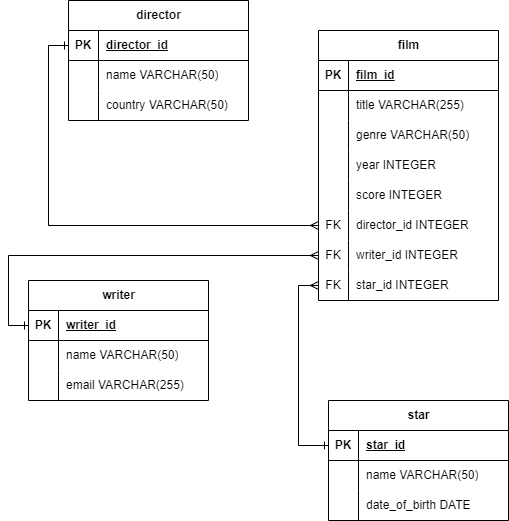 director
PK director_id
name VARCHAR(50)
country VARCHAR(50)
film
PK film_id
title VARCHAR(255)
genre VARCHAR(50)
year INTEGER
score INTEGER
FK director_id INTEGER
FK writer_id INTEGER
FK star_id INTEGER
writer
PK writer_id
name VARCHAR(50)
email VARCHAR(255)
star
PK star_id
name VARCHAR(50)
date_of_birth DATE